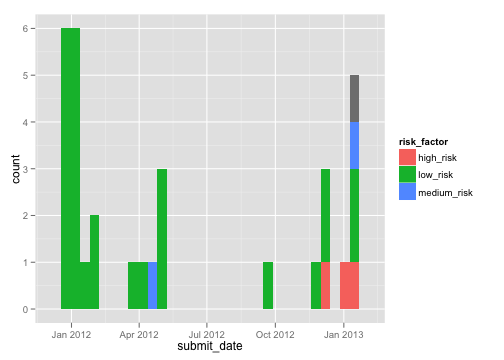 6
5
4
3
2
1
0
count
Jan 2012 Apr 2012 Jul 2012 Oct 2012 Jan 2013
submit_date
risk_factor
high_risk
low_risk
medium_risk